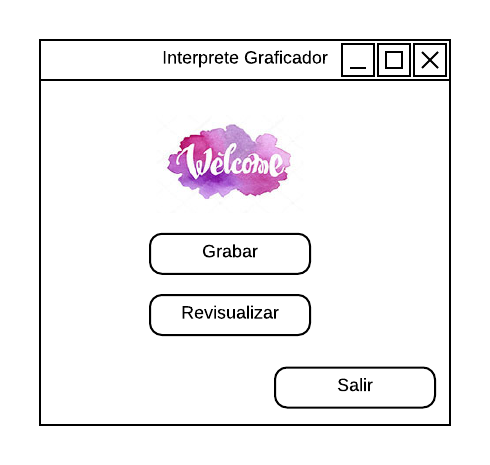 Interprete Graficador
Welcome
Grabar
Revisualizar
Salir